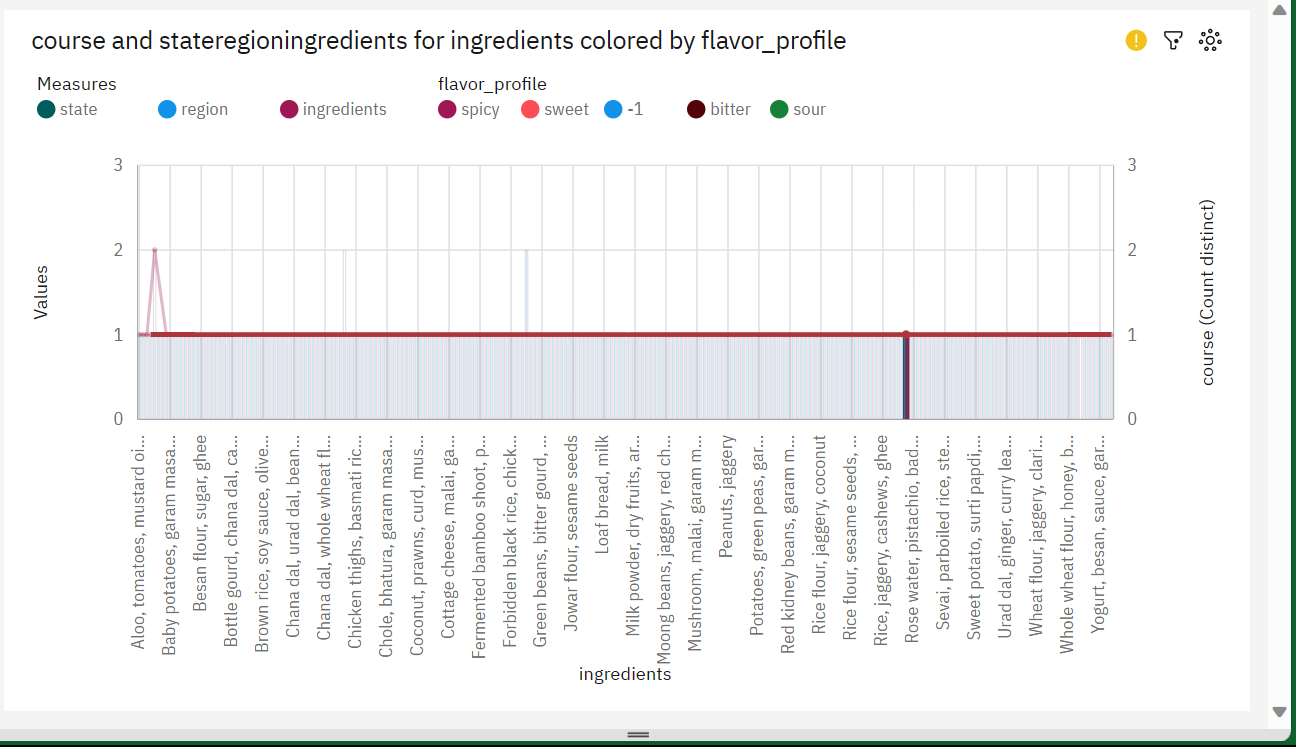 course and stateregioningredients for ingredients colored by flavor_profile
Measures
state
region
ingredients
flavor_profile
spicy
sweet
-1
bitter
sour
3
2
1
0
Values
3
2
1
0
course (Count distinct)
Aloo, tomatoes, mustard oi...
Baby potatoes, garam masa...
Besan flour, sugar, ghee
Bottle gourd, chana dal, ca...
Brown rice, soy sauce, olive...
Chana dal, urad dal, bean...
Chana dal, whole wheat fl...
Chicken thighs, basmati ric...
Chole, bhatura, garam masa...
Coconut, prawns, curd, mus...
Cottage cheese, malai, ga...
Fermented bamboo shoot, p...
Forbidden black rice, chick...
Green beans, bitter gourd, ...
Jowar flour, sesame seeds
Loaf bread, milk
Milk powder, dry fruits, ar...
Moong beans, jaggery, red ch...
Mushroom, malai, garam m...
Peanuts, jaggery
Potatoes, green peas, gar...
Red kidney beans, garam m...
Rice flour, jaggery, coconut
Rice flour, sesame seeds, ...
Rice, jaggery, cashews, ghee
Rose water, pistachio, bad...
Sevai, parboiled rice, ste...
Sweet potato, surti papdi,...
Urad dal, ginger, curry lea...
Wheat flour, jaggery, clari...
Whole wheat flour, honey, b...
Yogurt, besan, sauce, gar...
ingredients